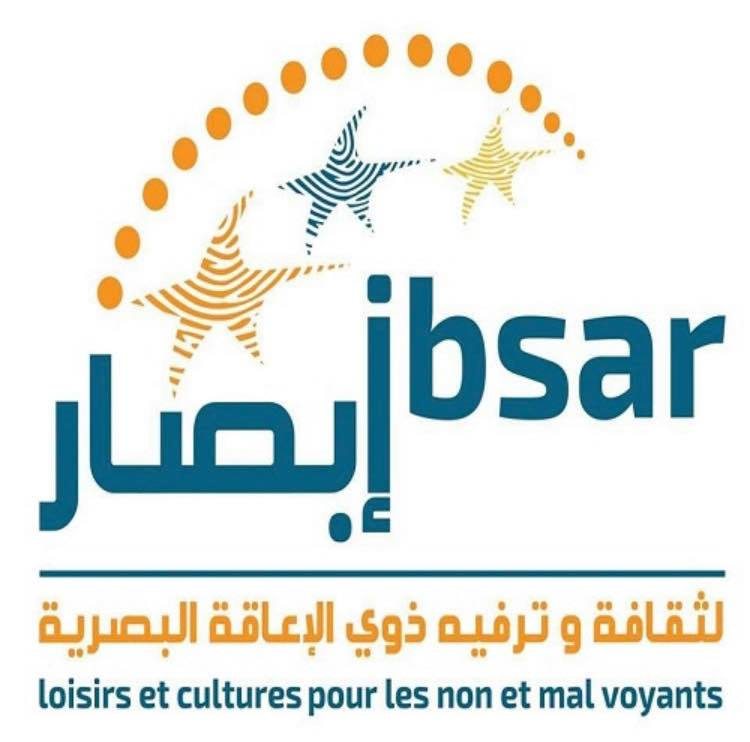 إبصار ibsar
لثقافة و ترفيه ذوي الإعاقة البصرية
loisirs et cultures pour les non et mal voyants